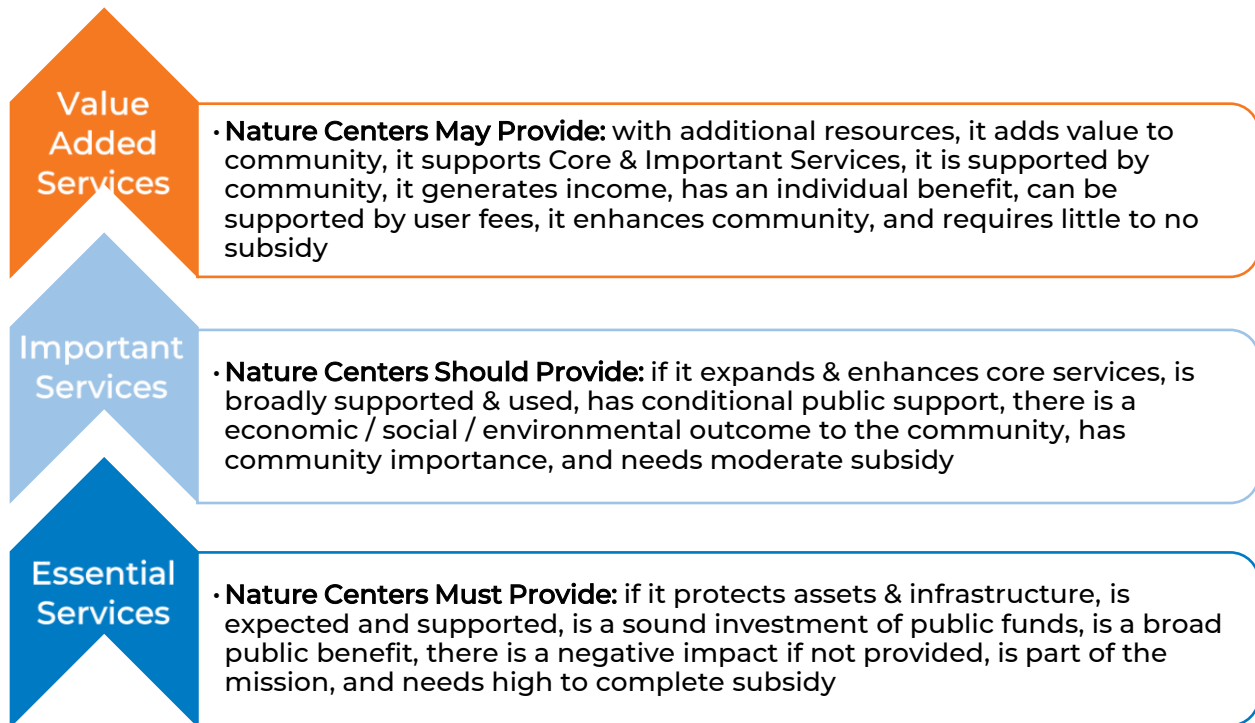 Value
Added
Services
· Nature Centers May Provide: with additional resources, it adds value to
community, it supports Core & Important Services, it is supported by
community, it generates income, has an individual benefit, can be
supported by user fees, it enhances community, and requires little to no
subsidy
Important
Services
· Nature Centers Should Provide: if it expands & enhances core services, is
broadly supported & used, has conditional public support, there is a
economic / social / environmental outcome to the community, has
community importance, and needs moderate subsidy
Essential
Services
· Nature Centers Must Provide: if it protects assets & infrastructure, is
expected and supported, is a sound investment of public funds, is a broad
public benefit, there is a negative impact if not provided, is part of the
mission, and needs high to complete subsidy